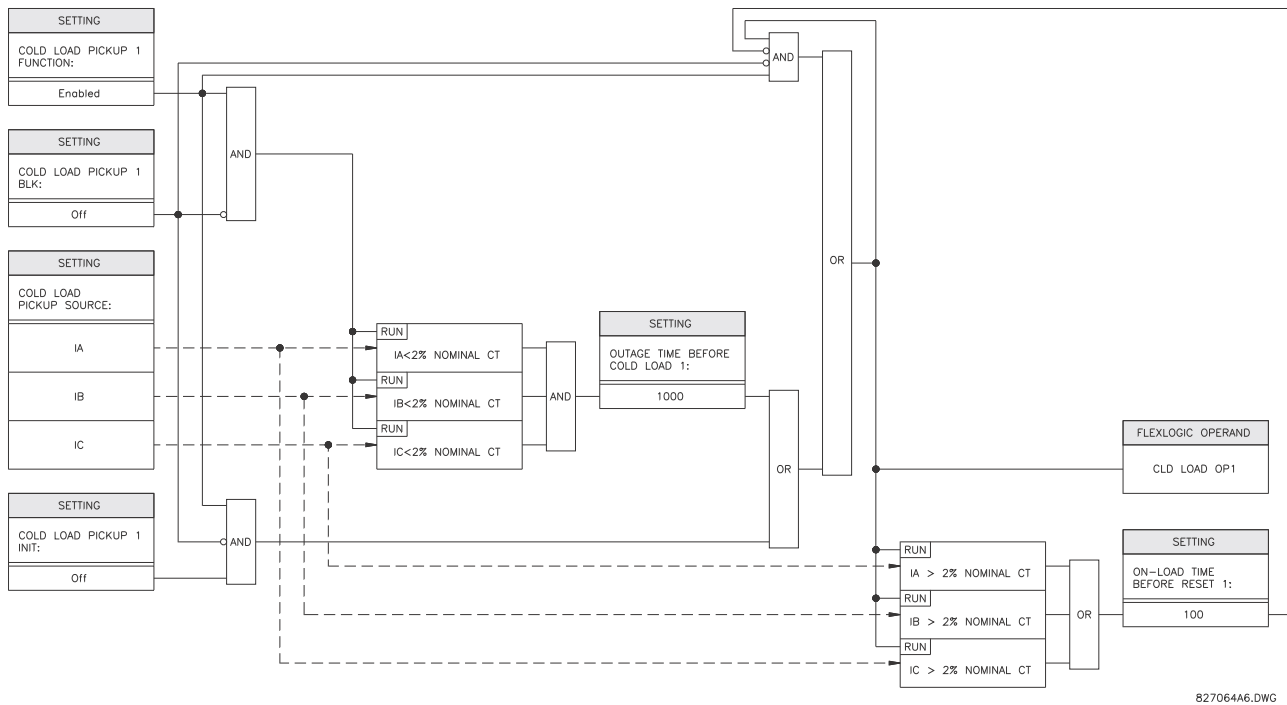 SETTING
COLD LOAD PICKUP 1
FUNCTION:
Enabled
SETTING
COLD LOAD PICKUP 1
BLK:
Off
SETTING
COLD LOAD
PICKUP SOURCE:
IA
IB
IC
SETTING
COLD LOAD PICKUP 1
INIT:
Off
AND
AND
RUN
IA<2% NOMINAL CT
RUN
IB<2% NOMINAL CT
RUN
IC<2% NOMINAL CT
AND
SETTING
OUTAGE TIME BEFORE
COLD LOAD 1:
1000
OR
AND
OR
RUN
IA > 2% NOMINAL CT
RUN
IB > 2% NOMINAL CT
RUN
IC > 2% NOMINAL CT
OR
FLEXLOGIC OPERAND
CLD LOAD OP1
SETTING
ON-LOAD TIME
BEFORE RESET 1:
100
827064A6.DWG